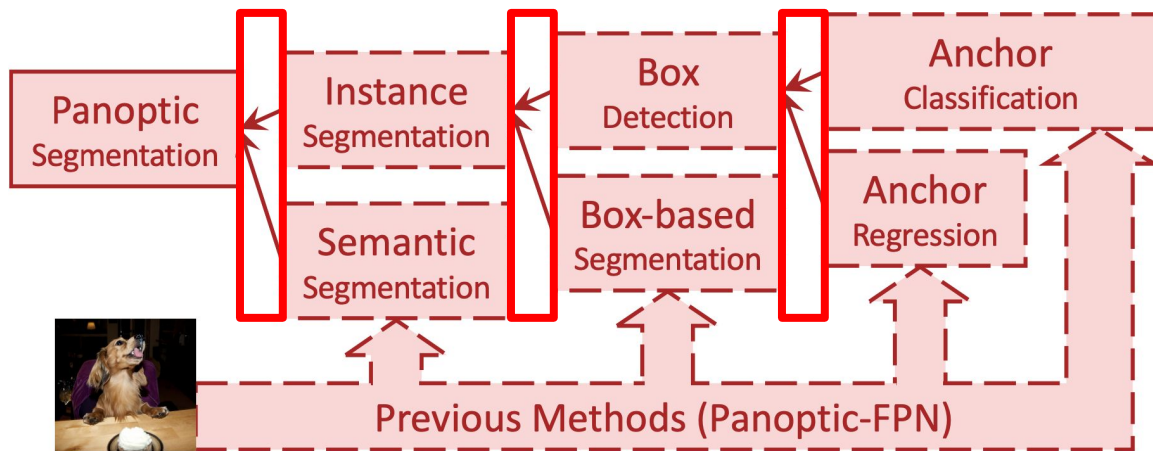 Panoptic
Segmentation
Instance
Segmentation
Semantic
Segmentation
Box
Detection
Box-based
Segmentation
Anchor
Classification
Anchor
Regression
Previous Methods (Panoptic-FPN)